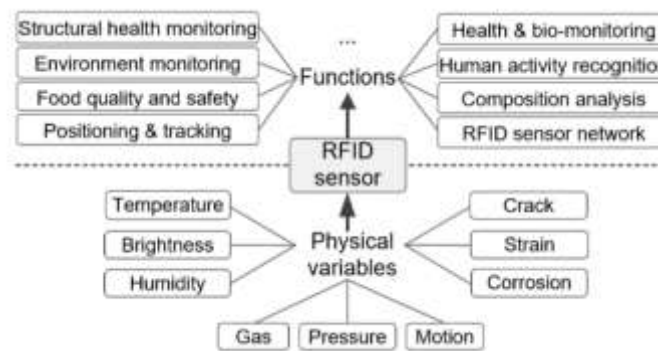 Structural health monitoring
Environment monitoring
Food quality and safety
Positioning & tracking
...
Functions
Health & bio-monitoring
Human activity recognitio
Composition analysis
RFID sensor network
RFID
sensor
Temperature
Brightness
Humidity
Physical
variables
Crack
Strain
Corrosion
Gas
Pressure
Motion